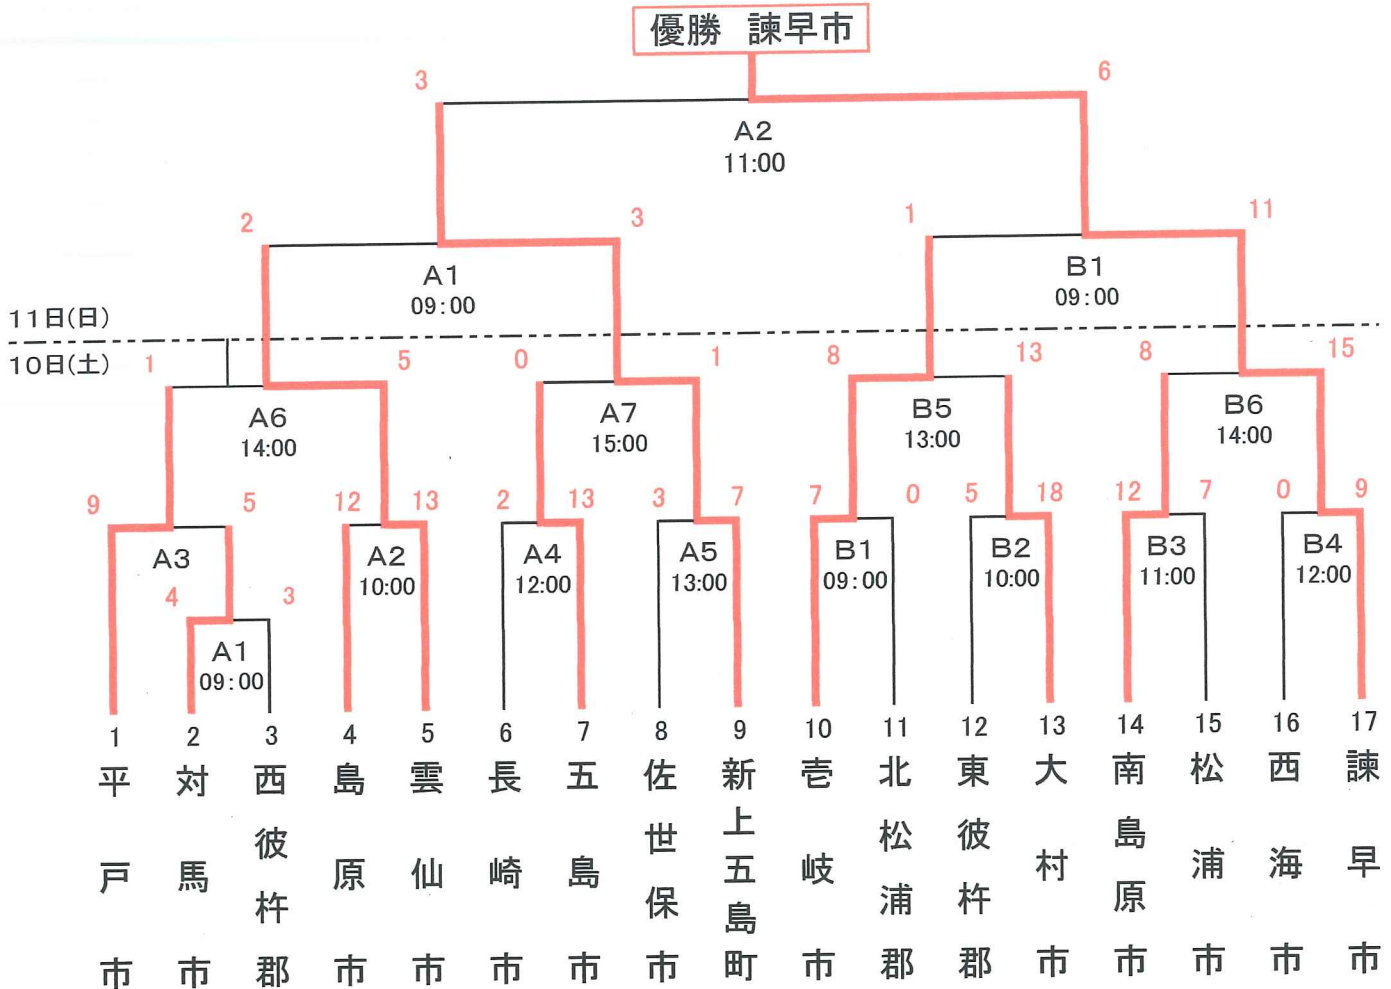 優勝 諫早市
3 6
A2
11:00
2 3 1 11
A1 B1
09:00 09:00
11日(日)
10日(土)
1 5 0 1 8 13 8 15
A6 A7 B5 B6
14:00 15:00 13:00 14:00
9 5 12 13 2 13 3 7 7 0 5 18 12 7 0 9
A3 A2 A4 A5 B1 B2 B3 B4
10:00 12:00 13:00 09:00 10:00 11:00 12:00
4 3
A1
09:00
1 2 3 4 5 6 7 8 9 10 11 12 13 14 15 16 17
平戸市
対馬市
西彼杵郡
島原市
雲仙市
長崎市
五島市
佐世保市
新上五島町
壱岐市
北松浦郡
東彼杵郡
大村市
南島原市
松浦市
西海市
諫早市